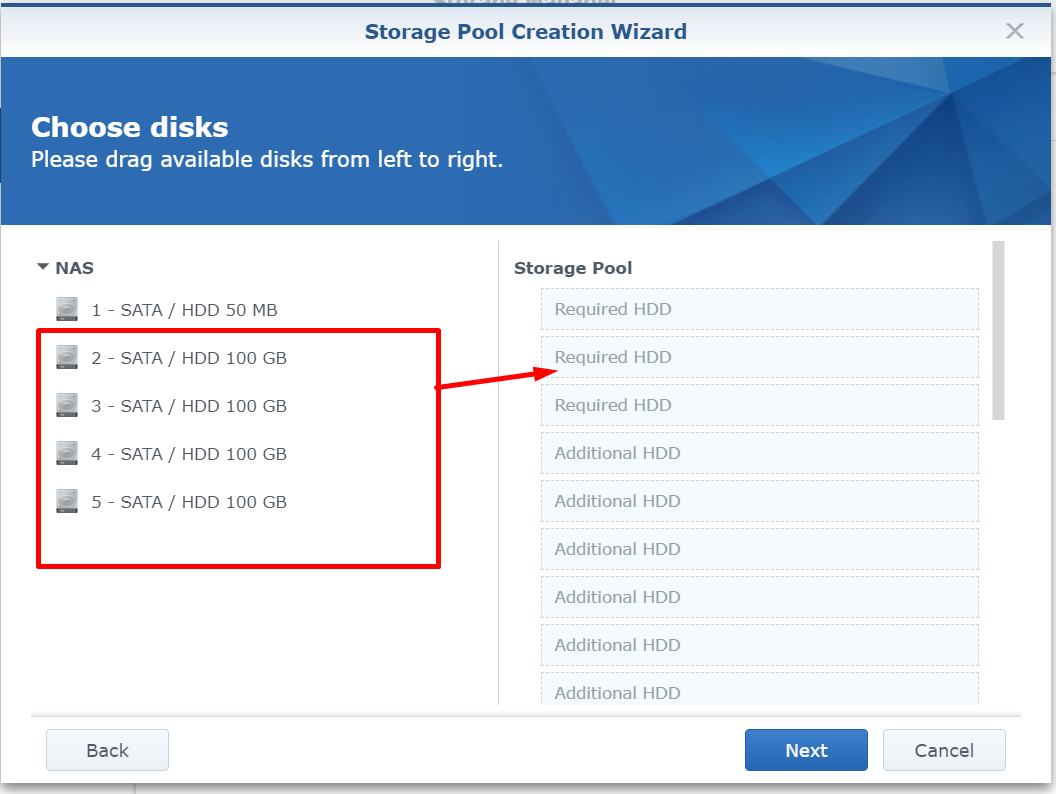 Storage Pool Creation Wizard
Choose disks
Please drag available disks from left to right.
NAS
1 - SATA / HDD 50 MB
2 - SATA / HDD 100 GB
3 - SATA / HDD 100 GB
4 - SATA / HDD 100 GB
5 - SATA / HDD 100 GB
Storage Pool
Required HDD
Required HDD
Required HDD
Additional HDD
Additional HDD
Additional HDD
Additional HDD
Additional HDD
Additional HDD
Back
Next
Cancel